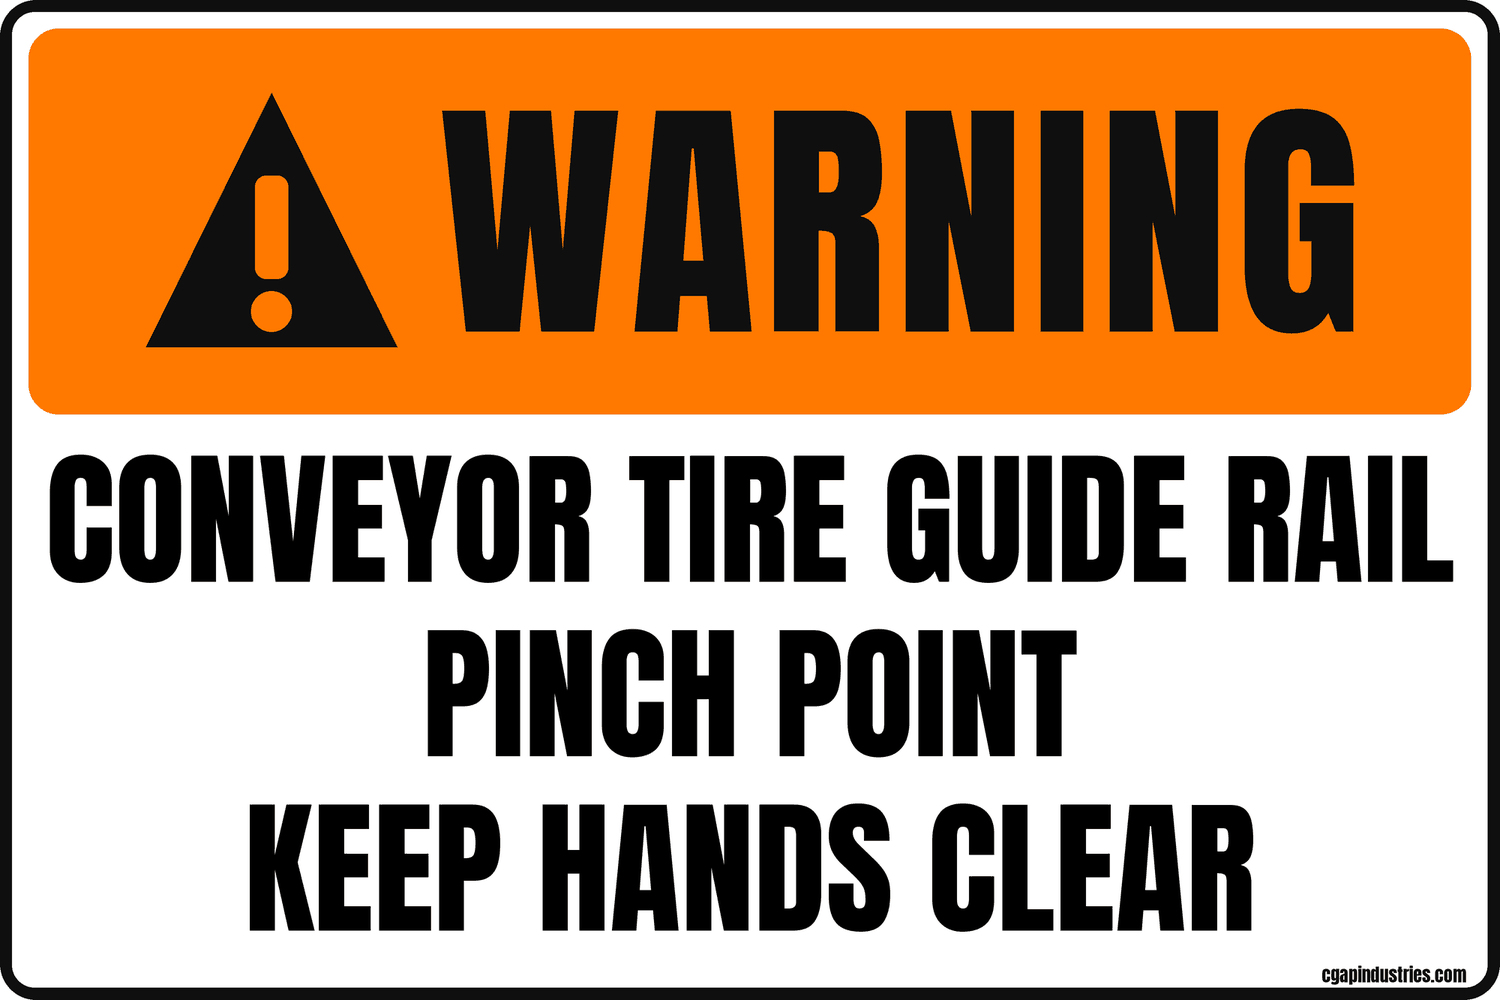 WARNING
CONVEYOR TIRE GUIDE RAIL
PINCH POINT
KEEP HANDS CLEAR
cgapindustries.com